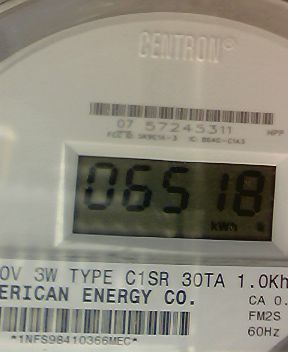 CENTRON®
07 57245311
06518
kWh
0V 3W TYPE C1SR 30TA 1.0Kh
ERICAN ENERGY CO. CA 0.
FM2S
60Hz
*1NFS98410366MEC*